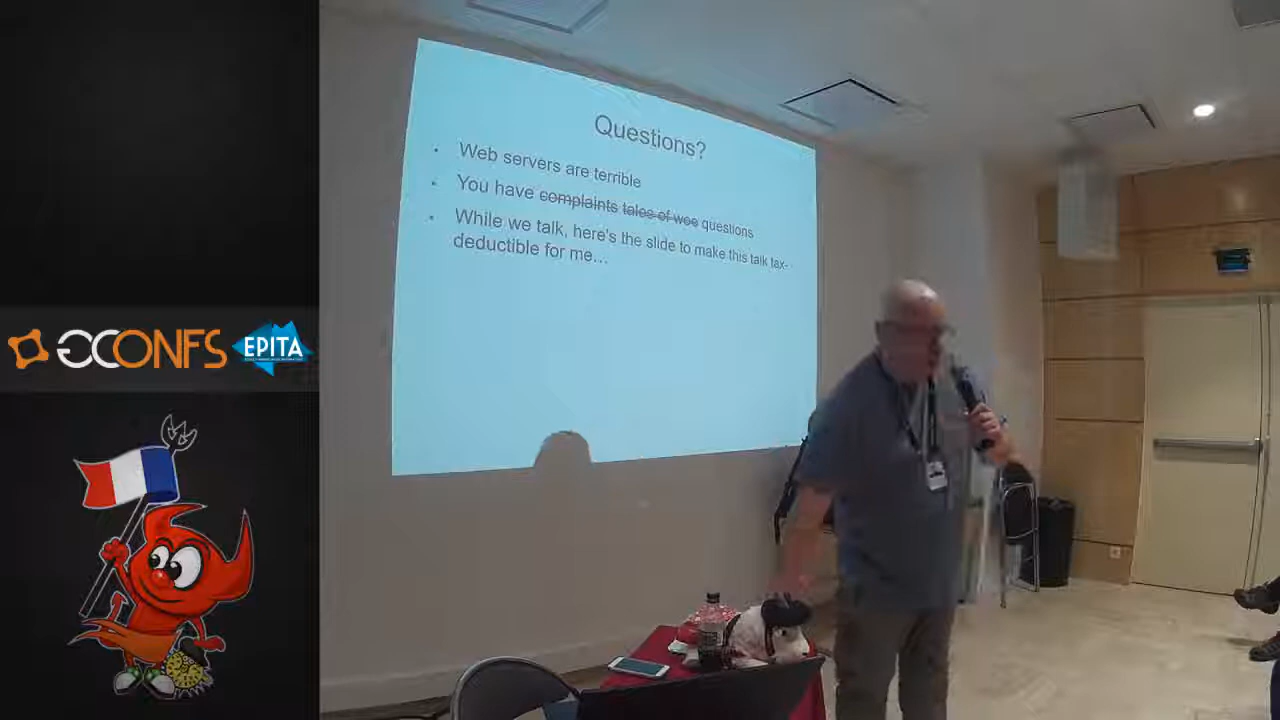 Questions?
Web servers are terrible
You have complaints tales of woe questions
While we talk, here's the slide to make this talk tax-
deductible for me…
GCONFS
EPITA